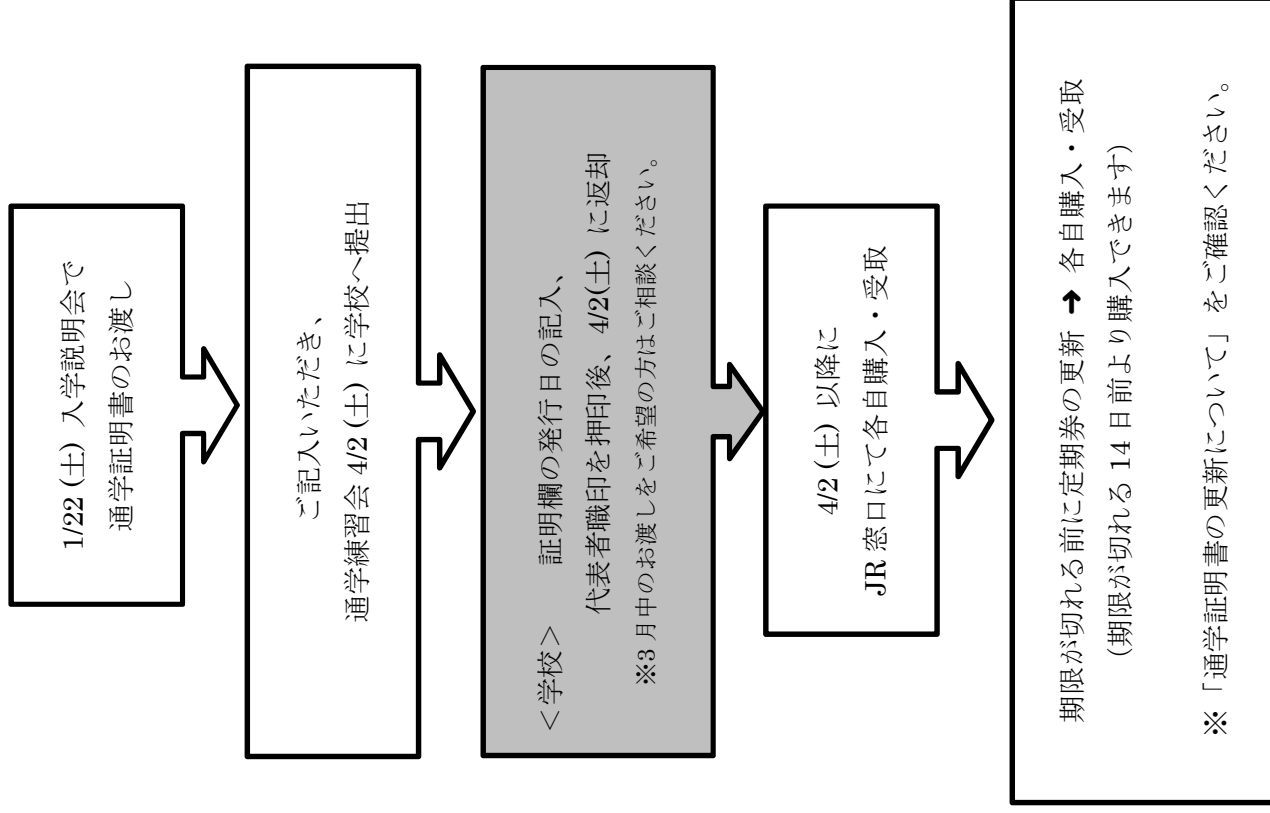 1/22 (土) 入学説明会で
通学証明書のお渡し
ご記入いただき、
通学練習会 4/2 (土) に学校へ提出
＜学校＞ 証明欄の発行日の記入、
代表者職印を押印後、4/2(土) に返却
※3 月中のお渡しをご希望の方はご相談ください。
4/2 (土) 以降に
JR 窓口にて各自購入・受取
期限が切れる前に定期券の更新 ➔ 各自購入・受取
(期限が切れる 14 日前より購入できます)
※「通学証明書の更新について」をご確認ください。